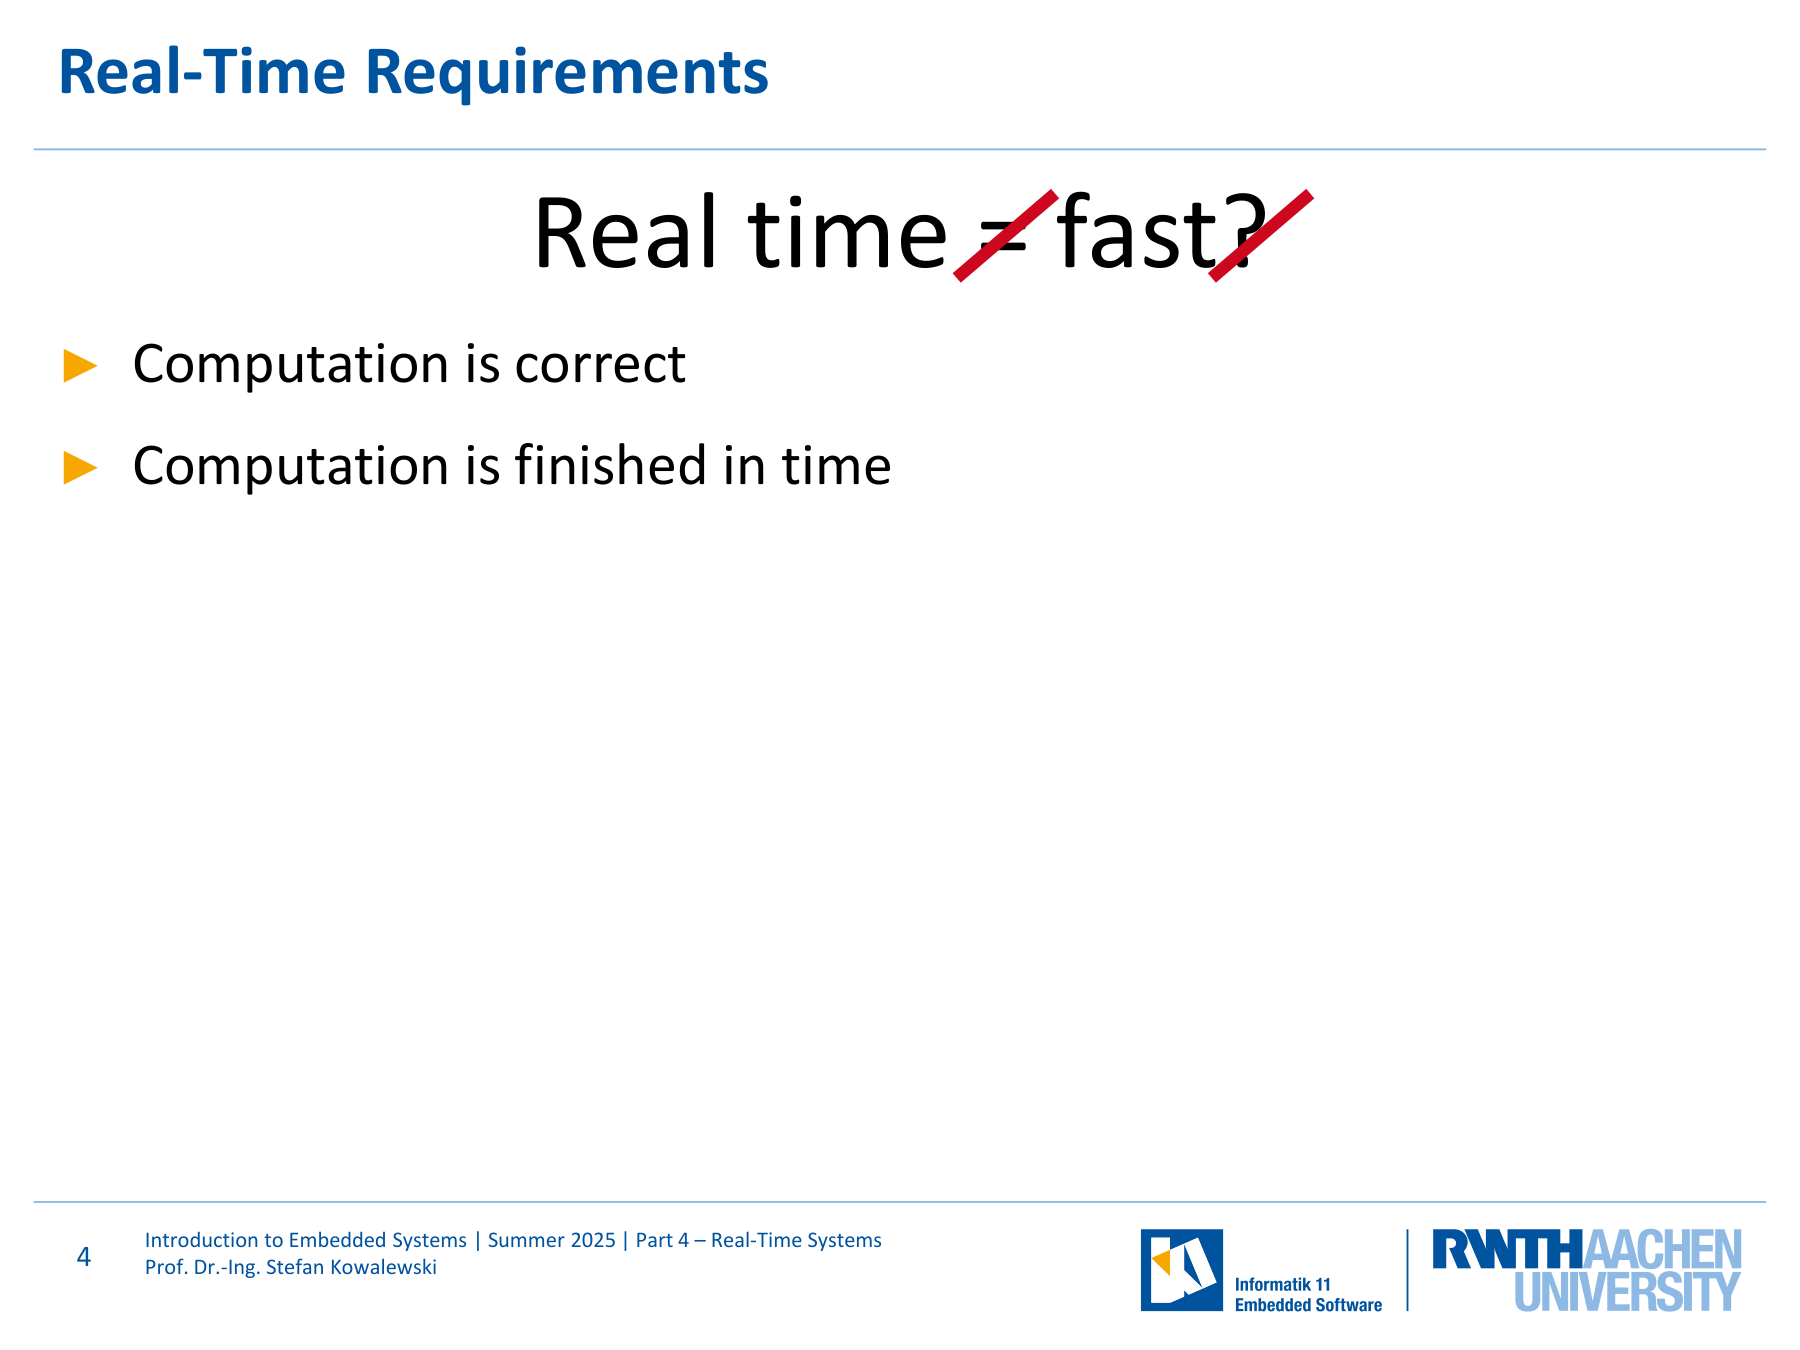 Real-Time Requirements
Real time = fast?
► Computation is correct
► Computation is finished in time
4
Introduction to Embedded Systems | Summer 2025 | Part 4 – Real-Time Systems
Prof. Dr.-Ing. Stefan Kowalewski
Informatik 11
Embedded Software
RWTHAACHEN
UNIVERSITY